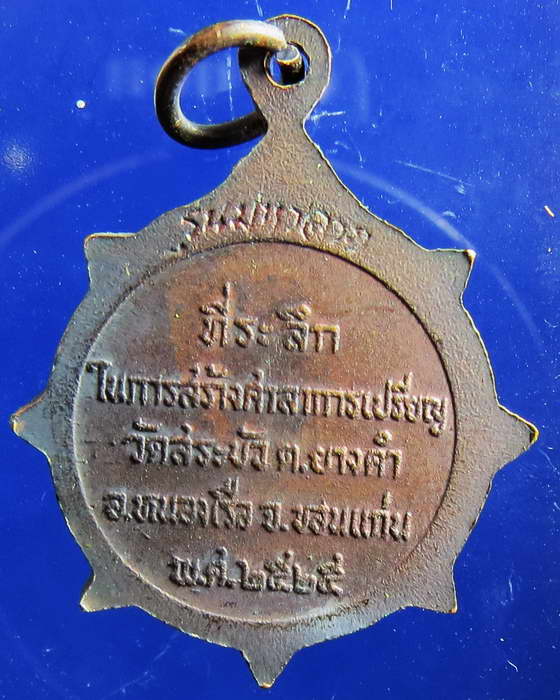 รุ่นมหาลาภ
ที่ระลึก
ในการสร้างศาลาการเปรียญ
วัดสระบัว ต.ยางคำ
อ.หนองเรือ จ.ขอนแก่น
พ.ศ.๒๕๒๕